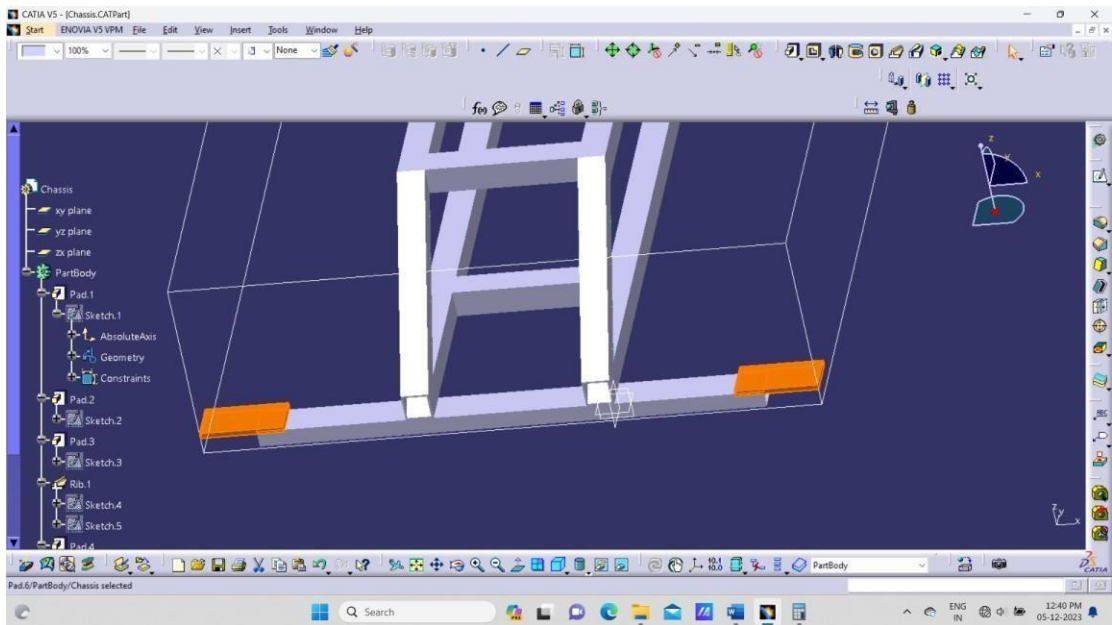 CATIA V5 - [Chassis.CATPart]
Start ENOVIA V5 VPM File Edit Seit View Insert Tools Window Help
100% None
f(x)
Chassis
xy plane
yz plane
zx plane
PartBody
Pad.1
Sketch.1
AbsoluteAxis
Geometry
Constraints
Pad.2
Sketch.2
Pad.3
Sketch.3
Rib.1
Sketch.4
Sketch.5
Pad.4
z
y
x
z y x
ABC
PartBody
CATIA
Pad.6/PartBody/Chassis selected
Search
ENG
IN
12:40 PM
05-12-2023